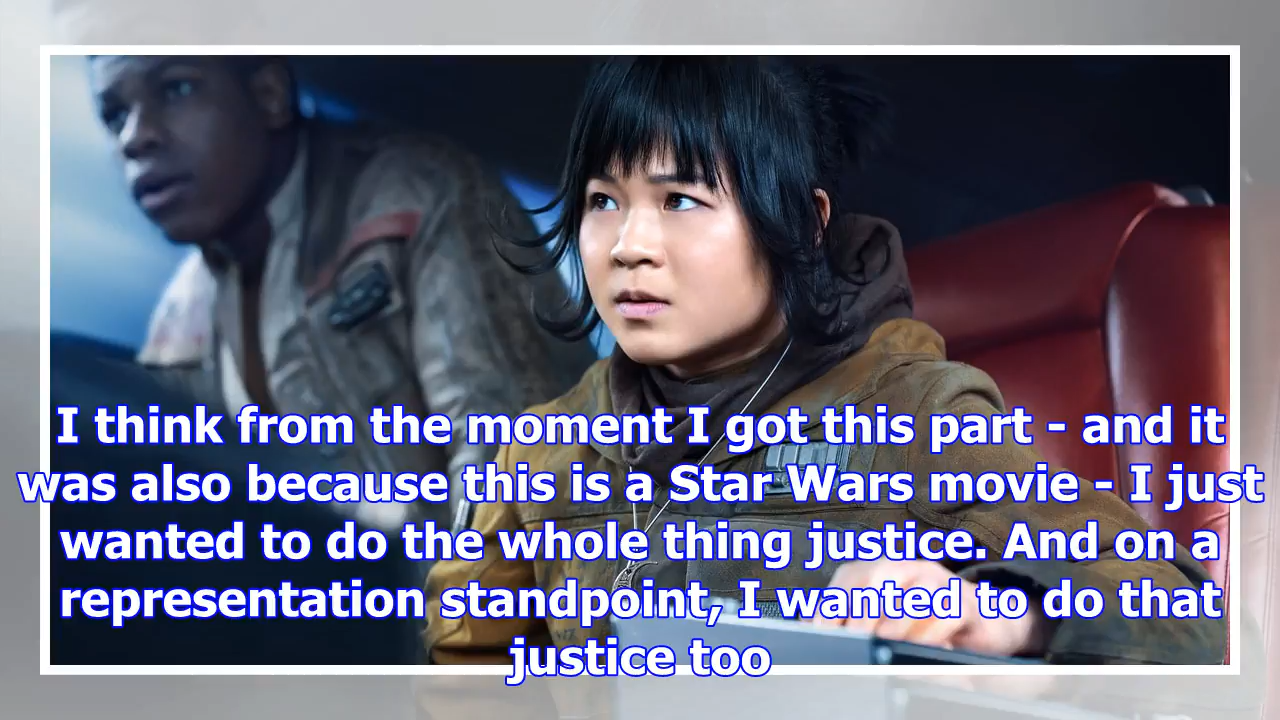 I think from the moment I got this part - and it
was also because this is a Star Wars movie - I just
wanted to do the whole thing justice. And on a
representation standpoint, I wanted to do that
justice too